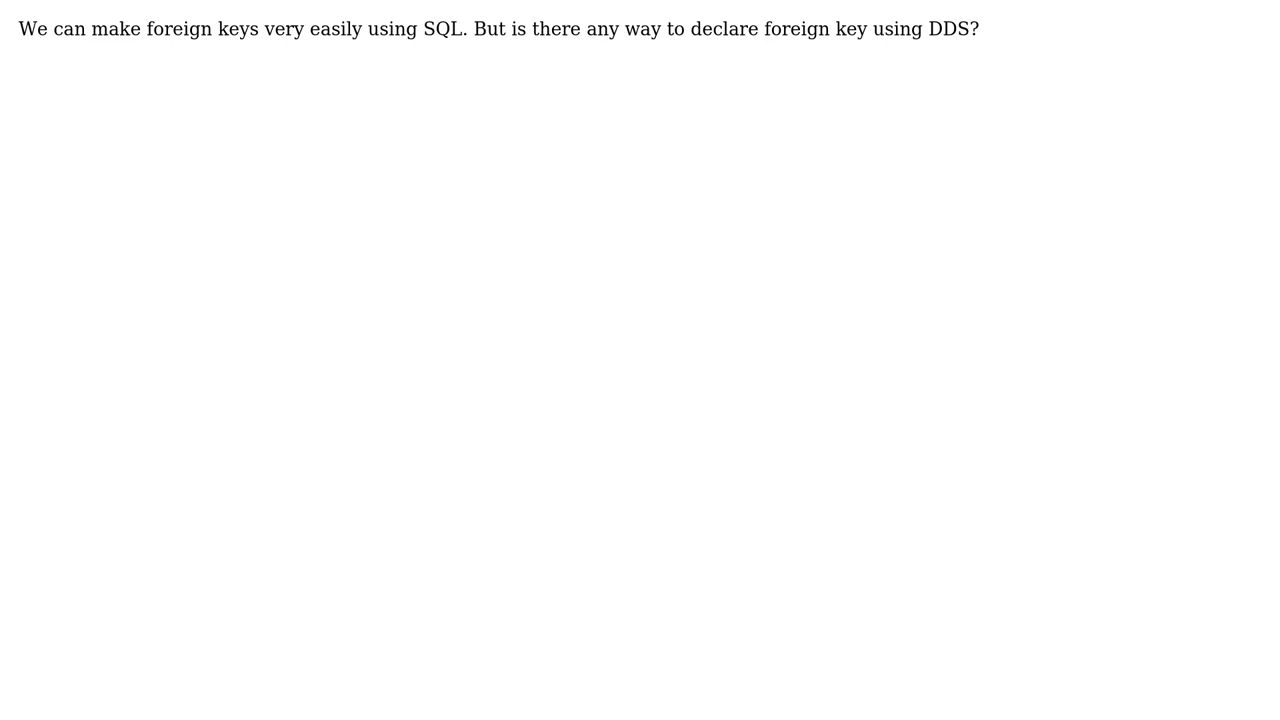 We can make foreign keys very easily using SQL. But is there any way to declare foreign key using DDS?